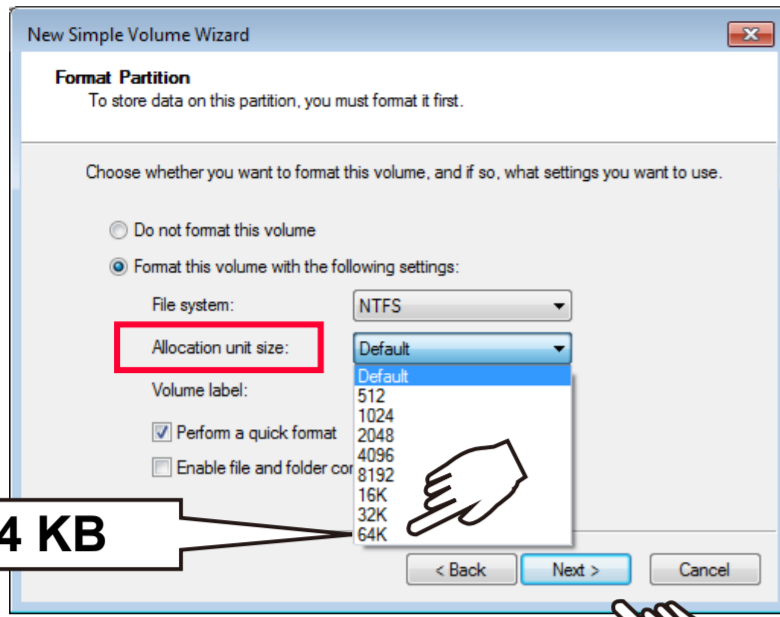 New Simple Volume Wizard
Format Partition
To store data on this partition, you must format it first.
Choose whether you want to format this volume, and if so, what settings you want to use.
Do not format this volume
Format this volume with the following settings:
File system: NTFS
Allocation unit size: Default
Default
Volume label:
512
1024
Perform a quick format 2048
4096
Enable file and folder 8192
16K
32K
4 KB 64K
< Back Next > Cancel